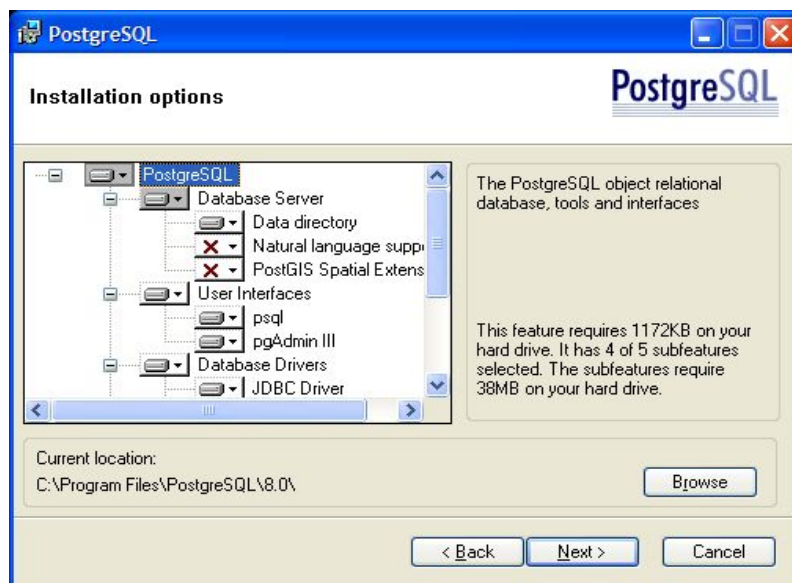 PostgreSQL
Installation options
PostgreSQL
PostgreSQL
Database Server
Data directory
Natural language supp
PostGIS Spatial Extens
User Interfaces
psql
pgAdmin III
Database Drivers
JDBC Driver
The PostgreSQL object relational
database, tools and interfaces
This feature requires 1172KB on your
hard drive. It has 4 of 5 subfeatures
selected. The subfeatures require
38MB on your hard drive.
Current location:
C:\Program Files\PostgreSQL\8.0\
Browse
< Back
Next >
Cancel